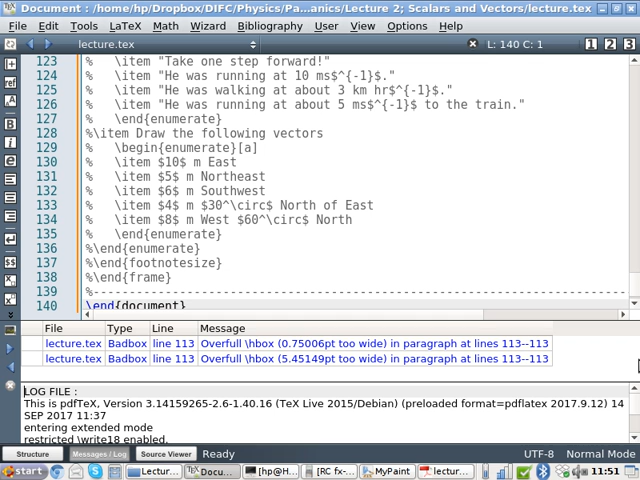 Document : /home/hp/Dropbox/DIFC/Physics/Pa...anics/Lecture 2; Scalars and Vectors/lecture.tex
File Edit Tools LaTeX Math Wizard Bibliography User View Options Help
lecture.tex L: 140 C: 1 1 2 3
123 % \item "Take one step forward!"
124 % \item "He was running at 10 ms$^{-1}$."
125 % \item "He was walking at about 3 km hr$^{-1}$."
126 % \item "He was running at about 5 ms$^{-1}$ to the train."
127 % \end{enumerate}
128 %\item Draw the following vectors
129 % \begin{enumerate}[a]
130 % \item $10$ m East
131 % \item $5$ m Northeast
132 % \item $6$ m Southwest
133 % \item $4$ m $30^\circ$ North of East
134 % \item $8$ m West $60^\circ$ North
135 % \end{enumerate}
136 %\end{enumerate}
137 %\end{footnotesize}
138 %\end{frame}
139 %----------------------------------------------------------------------
140 \end{document}
File Type Line Message
lecture.tex Badbox line 113 Overfull \hbox (0.75006pt too wide) in paragraph at lines 113--113
lecture.tex Badbox line 113 Overfull \hbox (5.45149pt too wide) in paragraph at lines 113--113
LOG FILE :
This is pdfTeX, Version 3.14159265-2.6-1.40.16 (TeX Live 2015/Debian) (preloaded format=pdflatex 2017.9.12) 14
SEP 2017 11:37
entering extended mode
restricted \write18 enabled.
Structure Messages / Log Source Viewer Ready UTF-8 Normal Mode
start Lectur... Docu... [hp@H... [RC fx-... MyPaint lectur... 11:51